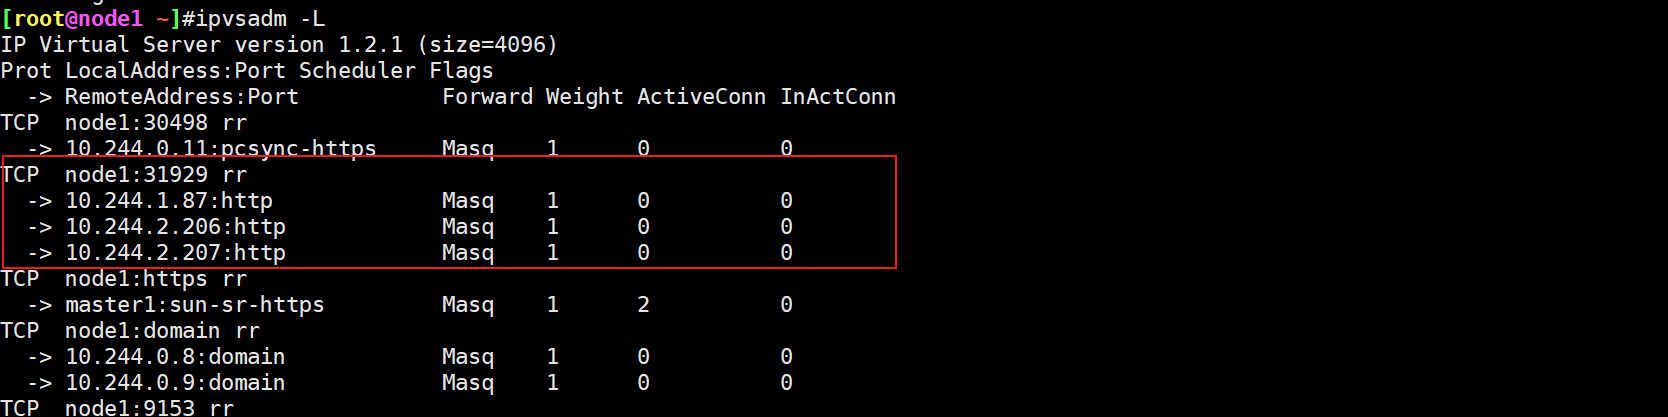 [root@node1 ~]#ipvsadm -L
IP Virtual Server version 1.2.1 (size=4096)
Prot LocalAddress:Port Scheduler Flags
  -> RemoteAddress:Port           Forward Weight ActiveConn InActConn
TCP  node1:30498 rr
  -> 10.244.0.11:pcsync-https     Masq    1      0          0
TCP  node1:31929 rr
  -> 10.244.1.87:http             Masq    1      0          0
  -> 10.244.2.206:http            Masq    1      0          0
  -> 10.244.2.207:http            Masq    1      0          0
TCP  node1:https rr
  -> master1:sun-sr-https         Masq    1      2          0
TCP  node1:domain rr
  -> 10.244.0.8:domain            Masq    1      0          0
  -> 10.244.0.9:domain            Masq    1      0          0
TCP  node1:9153 rr